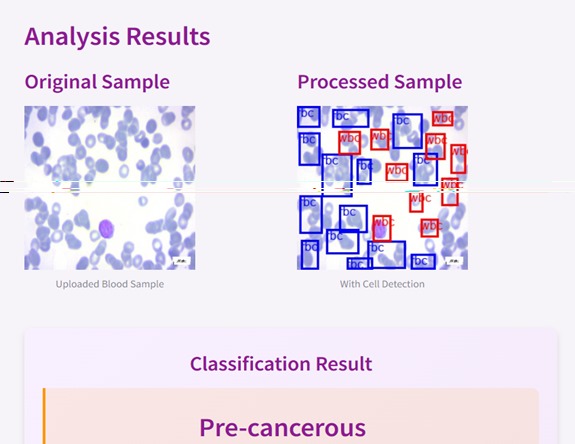 Analysis Results
Original Sample
Processed Sample
bc
bc
wbc
bc
bc
wbc
wbc
wbc
wbc
bc
bc
wbc
bc
wbc
bc
wbc
bc
wbc
wbc
bc
bc
bc
bc
bc
Uploaded Blood Sample
With Cell Detection
Classification Result
Pre-cancerous